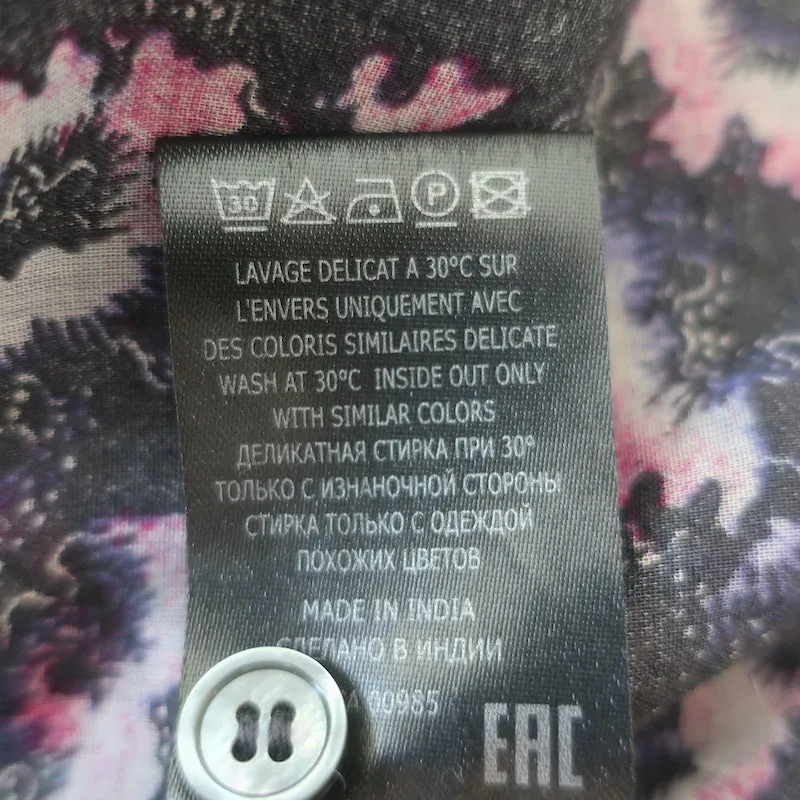 30 P
LAVAGE DELICAT A 30°C SUR
L'ENVERS UNIQUEMENT AVEC
DES COLORIS SIMILAIRES DELICATE
WASH AT 30°C INSIDE OUT ONLY
WITH SIMILAR COLORS
ДЕЛИКАТНАЯ СТИРКА ПРИ 30°
ТОЛЬКО С ИЗНАНОЧНОЙ СТОРОНЫ
СТИРКА ТОЛЬКО С ОДЕЖДОЙ
ПОХОЖИХ ЦВЕТОВ
MADE IN INDIA
СДЕЛАНО В ИНДИИ
00985
EAC